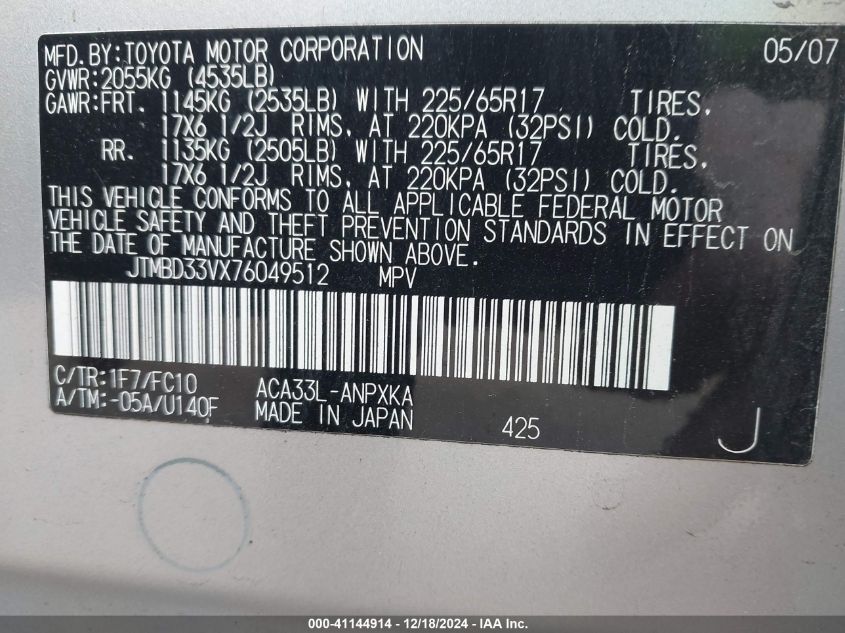 MFD. BY: TOYOTA MOTOR CORPORATION 05/07
GVWR: 2055KG (4535LB)
GAWR: FRT. 1145KG (2535LB) WITH 225/65R17 TIRES,
17X6 1/2J RIMS, AT 220KPA (32PSI) COLD.
RR. 1135KG (2505LB) WITH 225/65R17 TIRES,
17X6 1/2J RIMS, AT 220KPA (32PSI) COLD.
THIS VEHICLE CONFORMS TO ALL APPLICABLE FEDERAL MOTOR
VEHICLE SAFETY AND THEFT PREVENTION STANDARDS IN EFFECT ON
THE DATE OF MANUFACTURE SHOWN ABOVE.
JTMBD33VX76049512 MPV
C/TR: 1F7/FC10 ACA33L-ANPXKA
A/TM: -05A/U140F MADE IN JAPAN 425 J
000-41144914 - 12/18/2024 - IAA Inc.